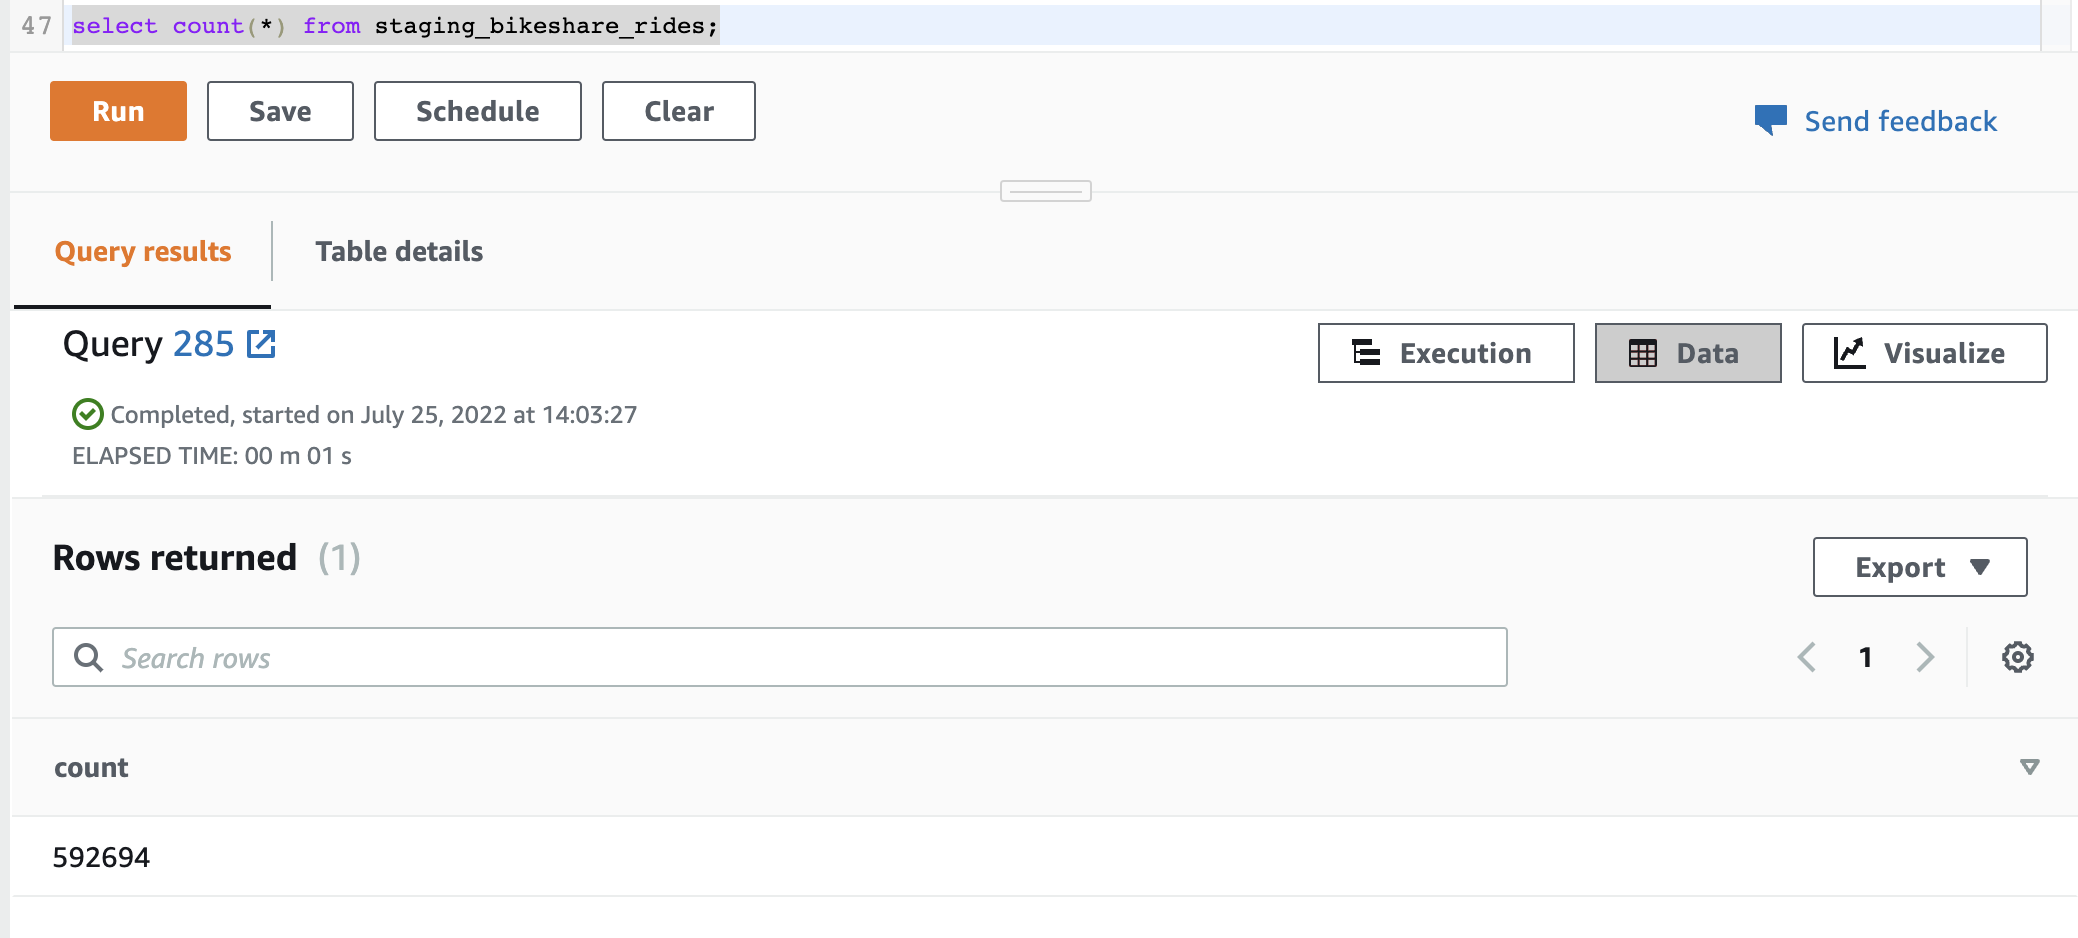 47 select count(*) from staging_bikeshare_rides;
Run Save Schedule Clear
Send feedback
Query results Table details
Query 285
Execution Data Visualize
Completed, started on July 25, 2022 at 14:03:27
ELAPSED TIME: 00 m 01 s
Rows returned (1)
Export
Search rows
1
count
592694